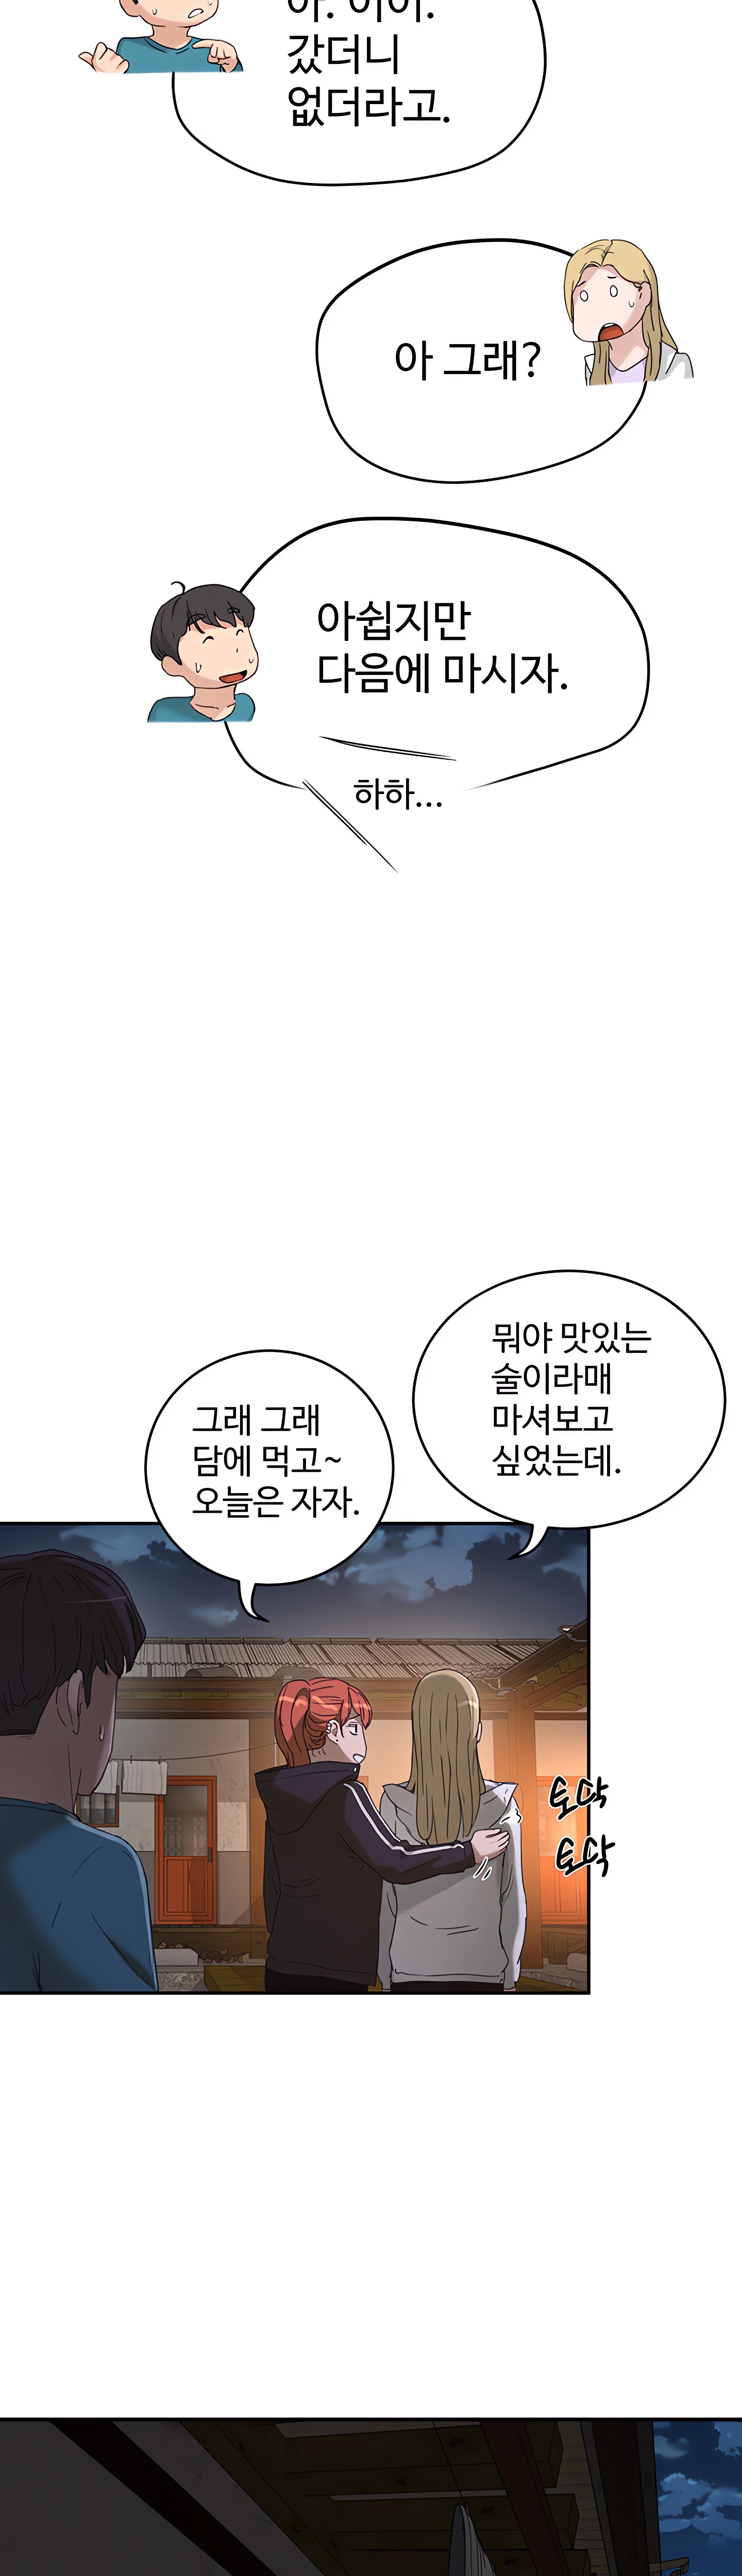 갔더니
없더라고.
아 그래?
아쉽지만
다음에 마시자.
하하...
뭐야 맛있는
술이라매
마셔보고
싶었는데.
그래 그래
담에 먹고~
오늘은 자자.
토닥
토닥